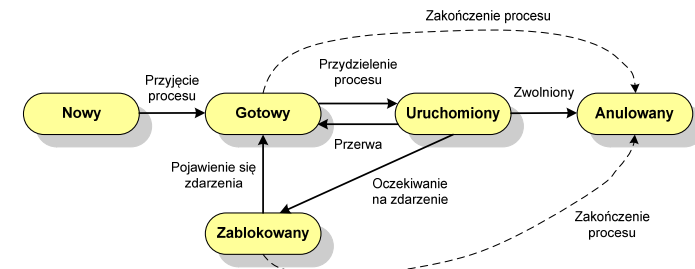 Zakończenie procesu
Przyjęcie
procesu
Przydzielenie
procesu
Zwolniony
Nowy
Gotowy
Uruchomiony
Anulowany
Przerwa
Pojawienie się
zdarzenia
Oczekiwanie
na zdarzenie
Zablokowany
Zakończenie
procesu